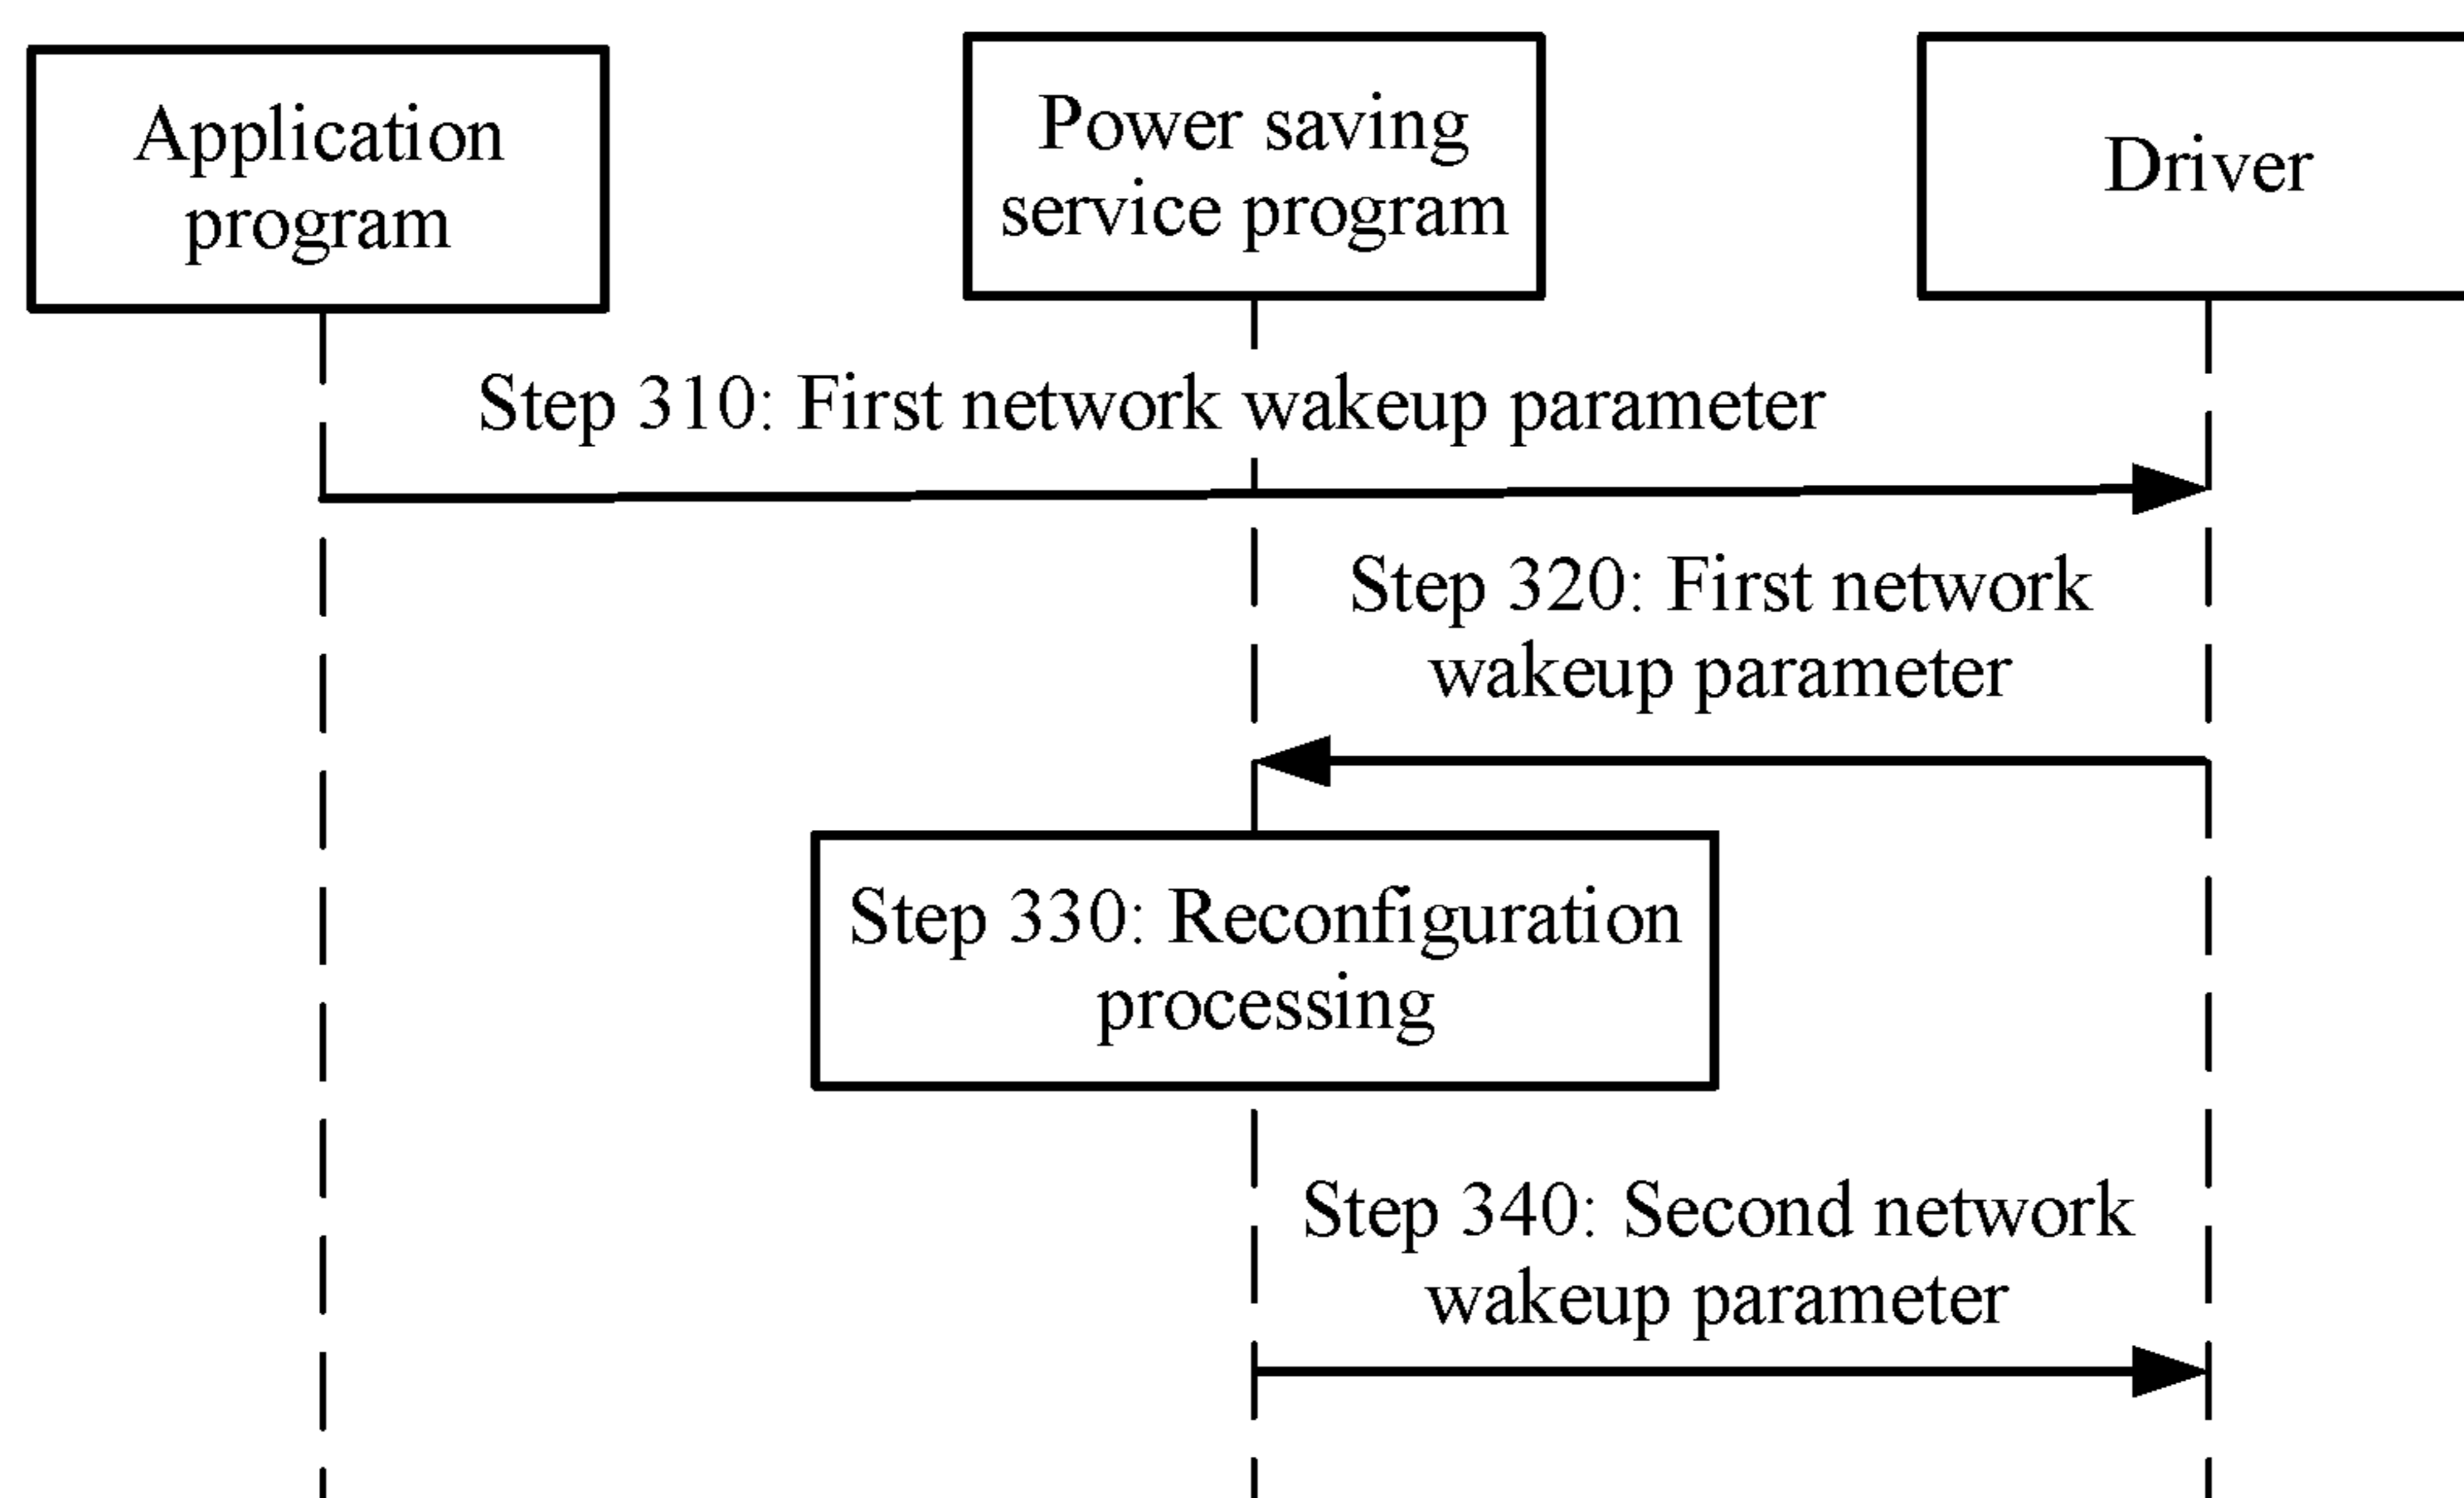 Application
program
Power saving
service program
Driver
Step 310: First network wakeup parameter
Step 320: First network
wakeup parameter
Step 330: Reconfiguration
processing
Step 340: Second network
wakeup parameter